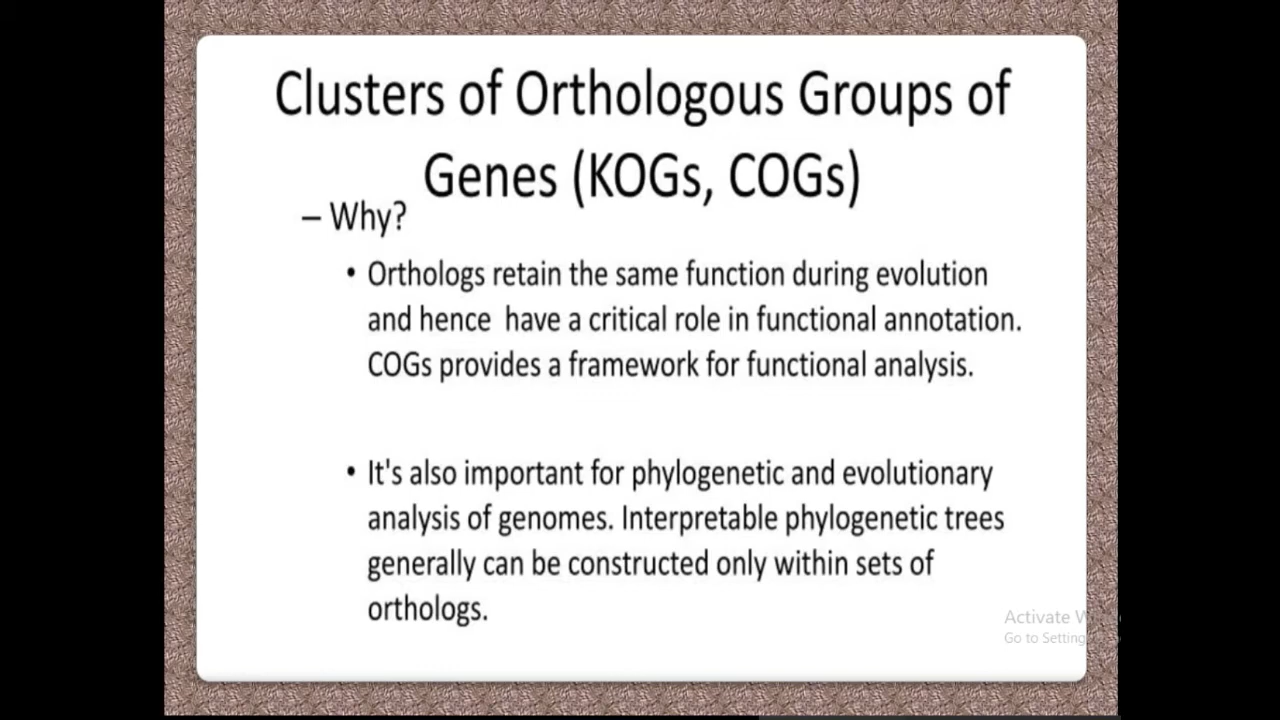 Clusters of Orthologous Groups of
Genes (KOGs, COGs)
– Why?
• Orthologs retain the same function during evolution
and hence have a critical role in functional annotation.
COGs provides a framework for functional analysis.
• It's also important for phylogenetic and evolutionary
analysis of genomes. Interpretable phylogenetic trees
generally can be constructed only within sets of
orthologs.
Activate
Go to Setting